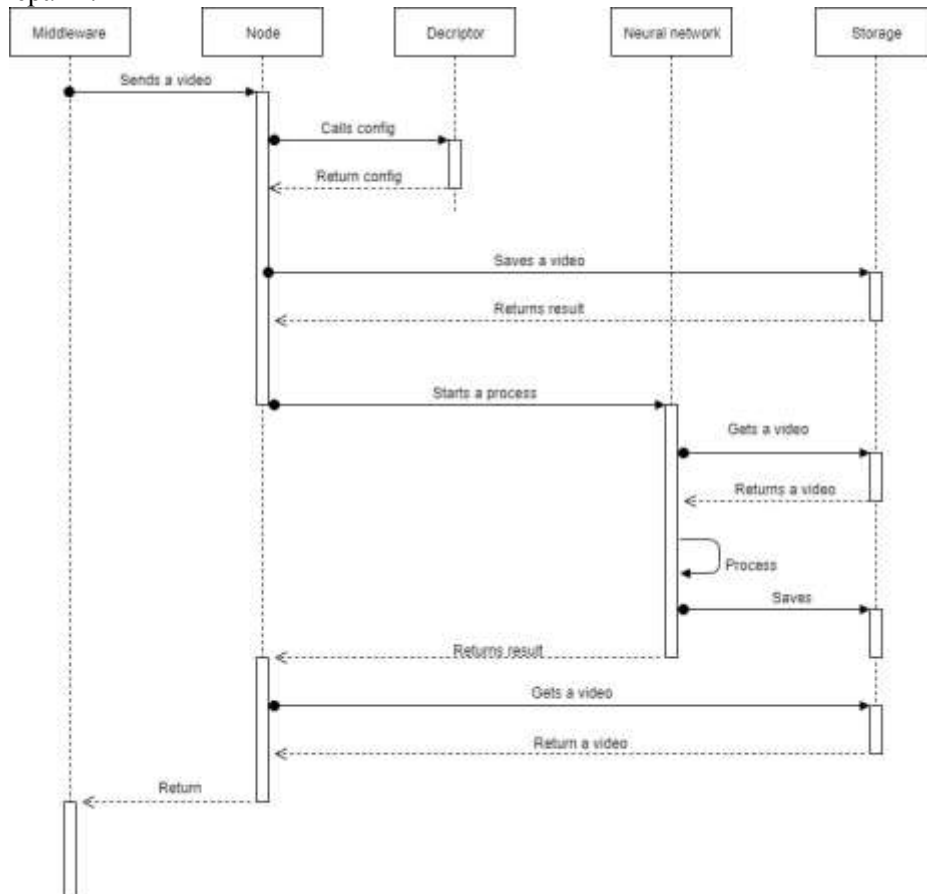 Middleware
Node
Decriptor
Neural network
Storage
Sends a video
Calls config
Return config
Saves a video
Returns result
Starts a process
Gets a video
Returns a video
Process
Saves
Returns result
Gets a video
Return a video
Return